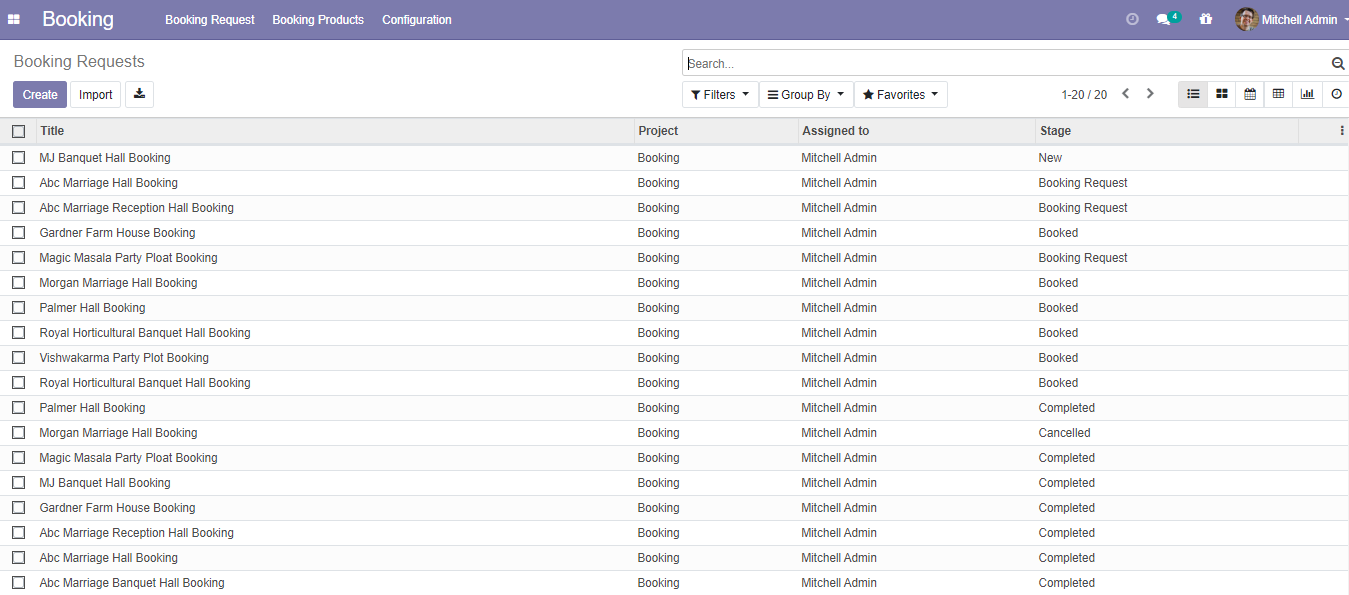 Booking Booking Request Booking Products Configuration 4 Mitchell Admin
Booking Requests Search...
Create Import Filters Group By Favorites 1-20 / 20
Title Project Assigned to Stage
MJ Banquet Hall Booking Booking Mitchell Admin New
Abc Marriage Hall Booking Booking Mitchell Admin Booking Request
Abc Marriage Reception Hall Booking Booking Mitchell Admin Booking Request
Gardner Farm House Booking Booking Mitchell Admin Booked
Magic Masala Party Ploat Booking Booking Mitchell Admin Booking Request
Morgan Marriage Hall Booking Booking Mitchell Admin Booked
Palmer Hall Booking Booking Mitchell Admin Booked
Royal Horticultural Banquet Hall Booking Booking Mitchell Admin Booked
Vishwakarma Party Plot Booking Booking Mitchell Admin Booked
Royal Horticultural Banquet Hall Booking Booking Mitchell Admin Booked
Palmer Hall Booking Booking Mitchell Admin Completed
Morgan Marriage Hall Booking Booking Mitchell Admin Cancelled
Magic Masala Party Ploat Booking Booking Mitchell Admin Completed
MJ Banquet Hall Booking Booking Mitchell Admin Completed
Gardner Farm House Booking Booking Mitchell Admin Completed
Abc Marriage Reception Hall Booking Booking Mitchell Admin Completed
Abc Marriage Hall Booking Booking Mitchell Admin Completed
Abc Marriage Banquet Hall Booking Booking Mitchell Admin Completed